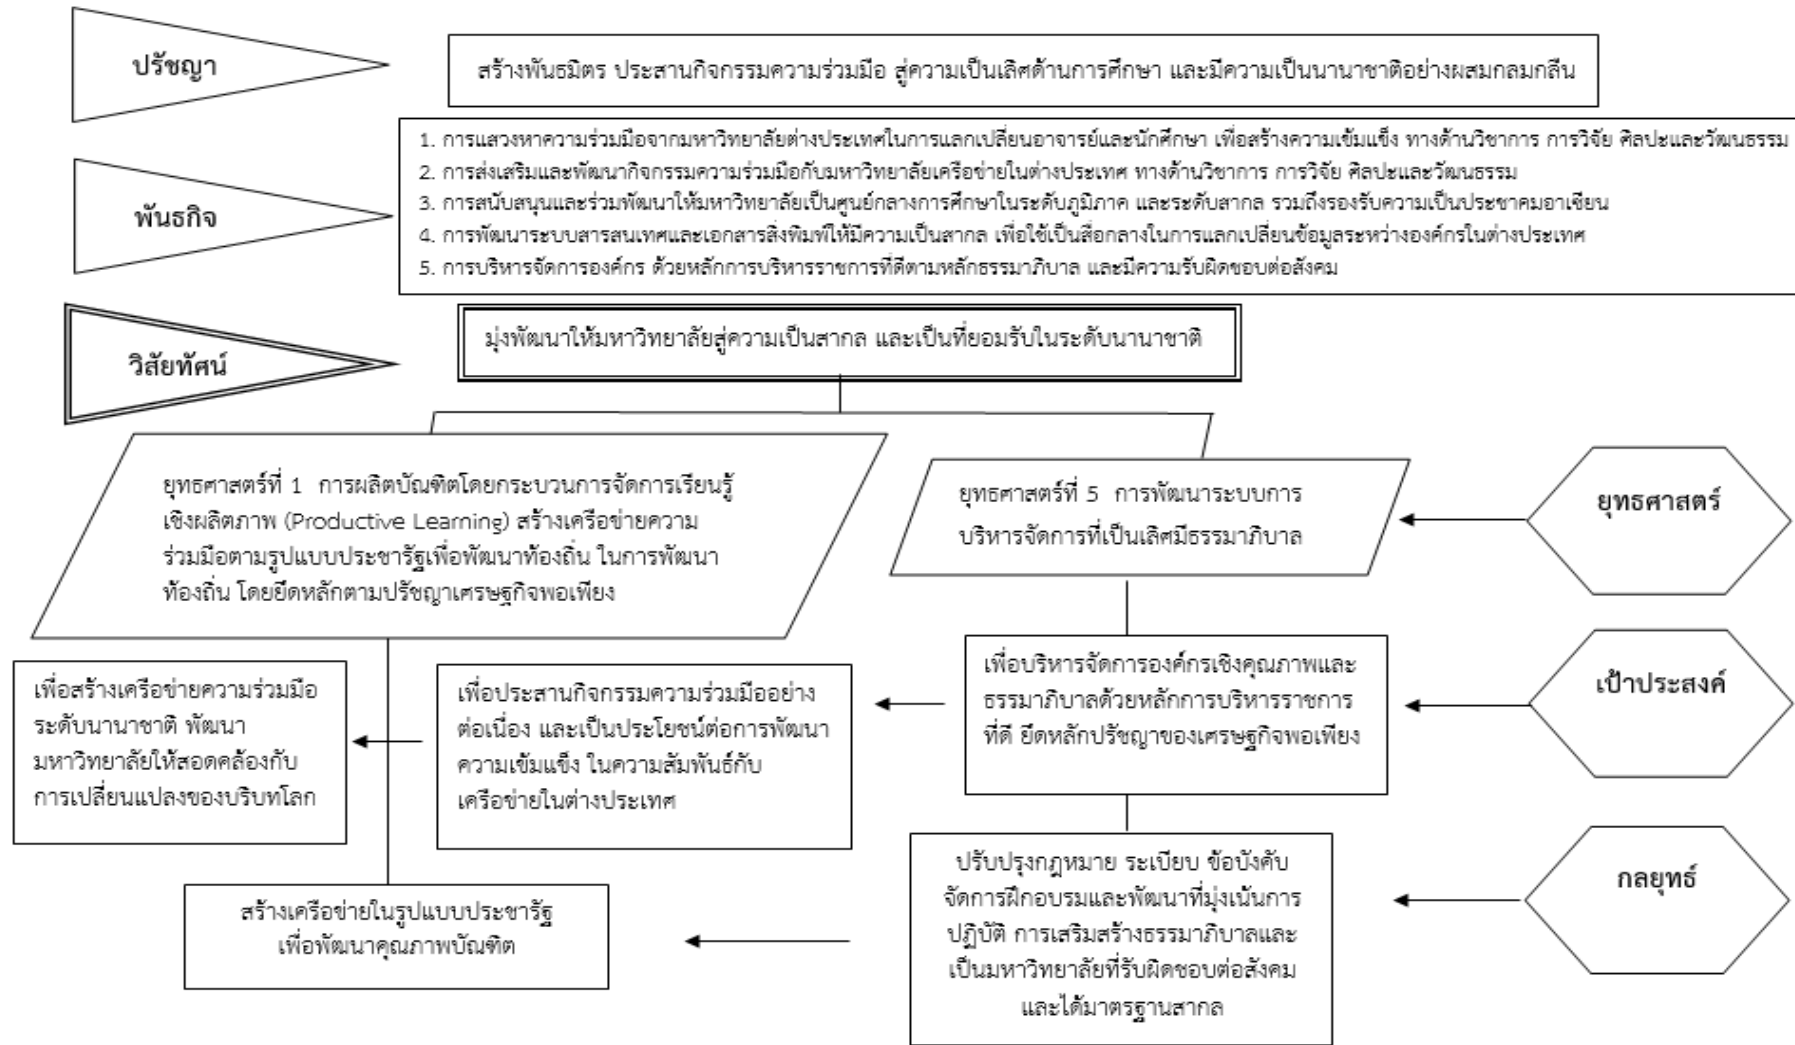 ปรัชญา
สร้างพันธมิตร ประสานกิจกรรมความร่วมมือ สู่ความเป็นเลิศด้านการศึกษา และมีความเป็นนานาชาติอย่างผสมกลมกลืน
พันธกิจ
1. การแสวงหาความร่วมมือจากมหาวิทยาลัยต่างประเทศในการแลกเปลี่ยนอาจารย์และนักศึกษา เพื่อสร้างความเข้มแข็ง ทางด้านวิชาการ การวิจัย ศิลปะและวัฒนธรรม
2. การส่งเสริมและพัฒนากิจกรรมความร่วมมือกับมหาวิทยาลัยเครือข่ายในต่างประเทศ ทางด้านวิชาการ การวิจัย ศิลปะและวัฒนธรรม
3. การสนับสนุนและร่วมพัฒนาให้มหาวิทยาลัยเป็นศูนย์กลางการศึกษาในระดับภูมิภาค และระดับสากล รวมถึงรองรับความเป็นประชาคมอาเซียน
4. การพัฒนาระบบสารสนเทศและเอกสารสิ่งพิมพ์ให้มีความเป็นสากล เพื่อใช้เป็นสื่อกลางในการแลกเปลี่ยนข้อมูลระหว่างองค์กรในต่างประเทศ
5. การบริหารจัดการองค์กร ด้วยหลักการบริหารราชการที่ดีตามหลักธรรมาภิบาล และมีความรับผิดชอบต่อสังคม
วิสัยทัศน์
มุ่งพัฒนาให้มหาวิทยาลัยสู่ความเป็นสากล และเป็นที่ยอมรับในระดับนานาชาติ
ยุทธศาสตร์ที่ 1 การผลิตบัณฑิตโดยกระบวนการจัดการเรียนรู้
เชิงผลิตภาพ (Productive Learning) สร้างเครือข่ายความ
ร่วมมือตามรูปแบบประชารัฐเพื่อพัฒนาท้องถิ่น ในการพัฒนา
ท้องถิ่น โดยยึดหลักตามปรัชญาเศรษฐกิจพอเพียง
ยุทธศาสตร์ที่ 5 การพัฒนาระบบการ
บริหารจัดการที่เป็นเลิศมีธรรมาภิบาล
ยุทธศาสตร์
เพื่อสร้างเครือข่ายความร่วมมือ
ระดับนานาชาติ พัฒนา
มหาวิทยาลัยให้สอดคล้องกับ
การเปลี่ยนแปลงของบริบทโลก
เพื่อประสานกิจกรรมความร่วมมืออย่าง
ต่อเนื่อง และเป็นประโยชน์ต่อการพัฒนา
ความเข้มแข็ง ในความสัมพันธ์กับ
เครือข่ายในต่างประเทศ
เพื่อบริหารจัดการองค์กรเชิงคุณภาพและ
ธรรมาภิบาลด้วยหลักการบริหารราชการ
ที่ดี ยึดหลักปรัชญาของเศรษฐกิจพอเพียง
เป้าประสงค์
สร้างเครือข่ายในรูปแบบประชารัฐ
เพื่อพัฒนาคุณภาพบัณฑิต
ปรับปรุงกฎหมาย ระเบียบ ข้อบังคับ
จัดการฝึกอบรมและพัฒนาที่มุ่งเน้นการ
ปฏิบัติ การเสริมสร้างธรรมาภิบาลและ
เป็นมหาวิทยาลัยที่รับผิดชอบต่อสังคม
และได้มาตรฐานสากล
กลยุทธ์